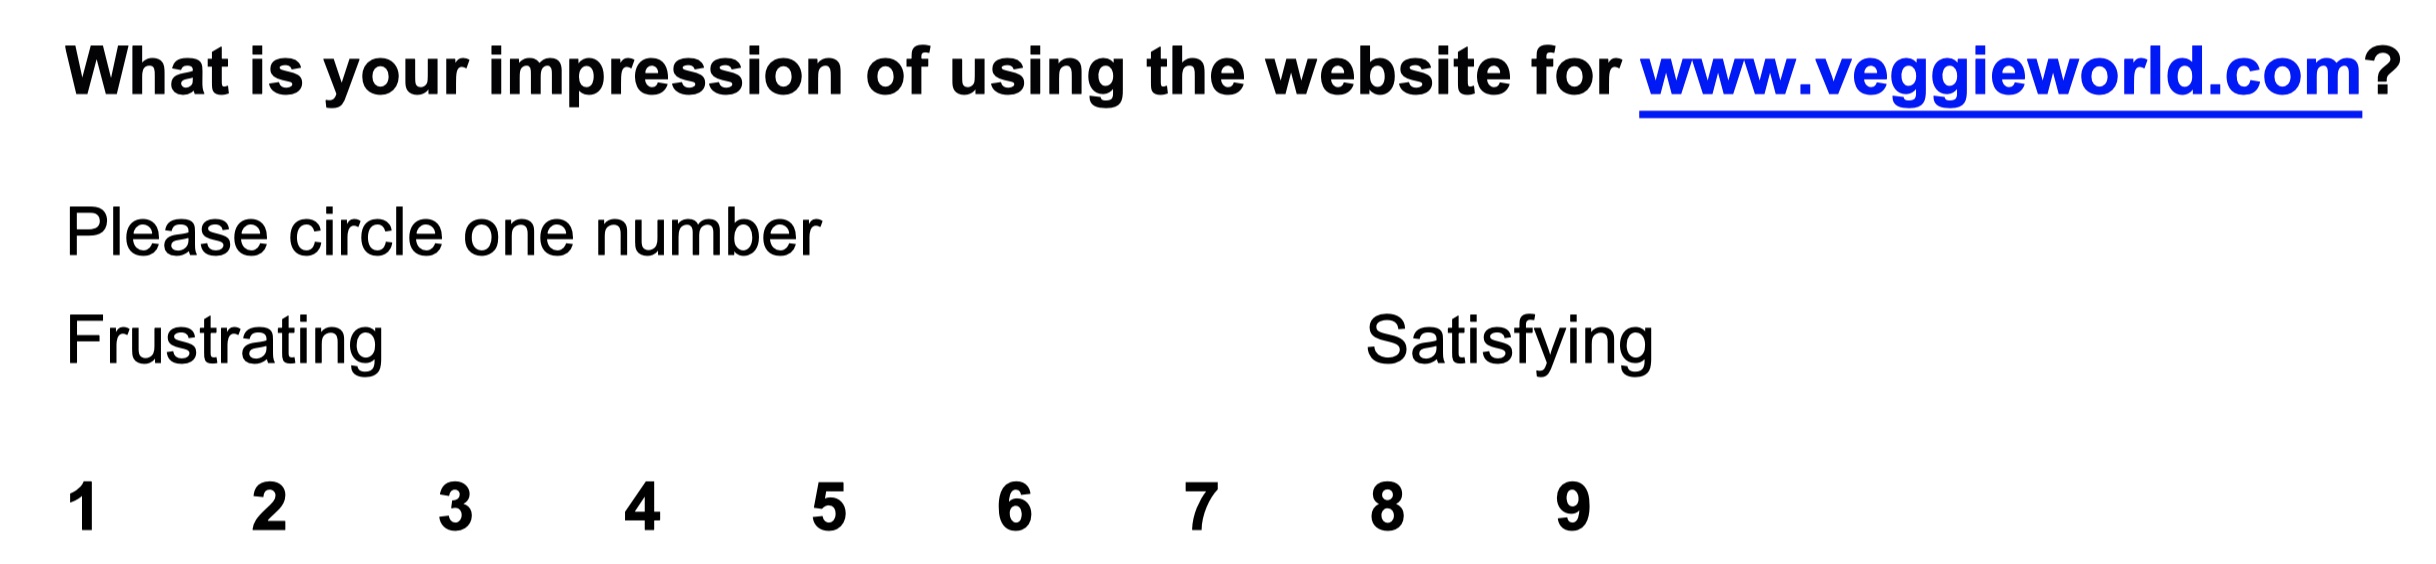 What is your impression of using the website for www.veggieworld.com?
Please circle one number
Frustrating Satisfying
1 2 3 4 5 6 7 8 9